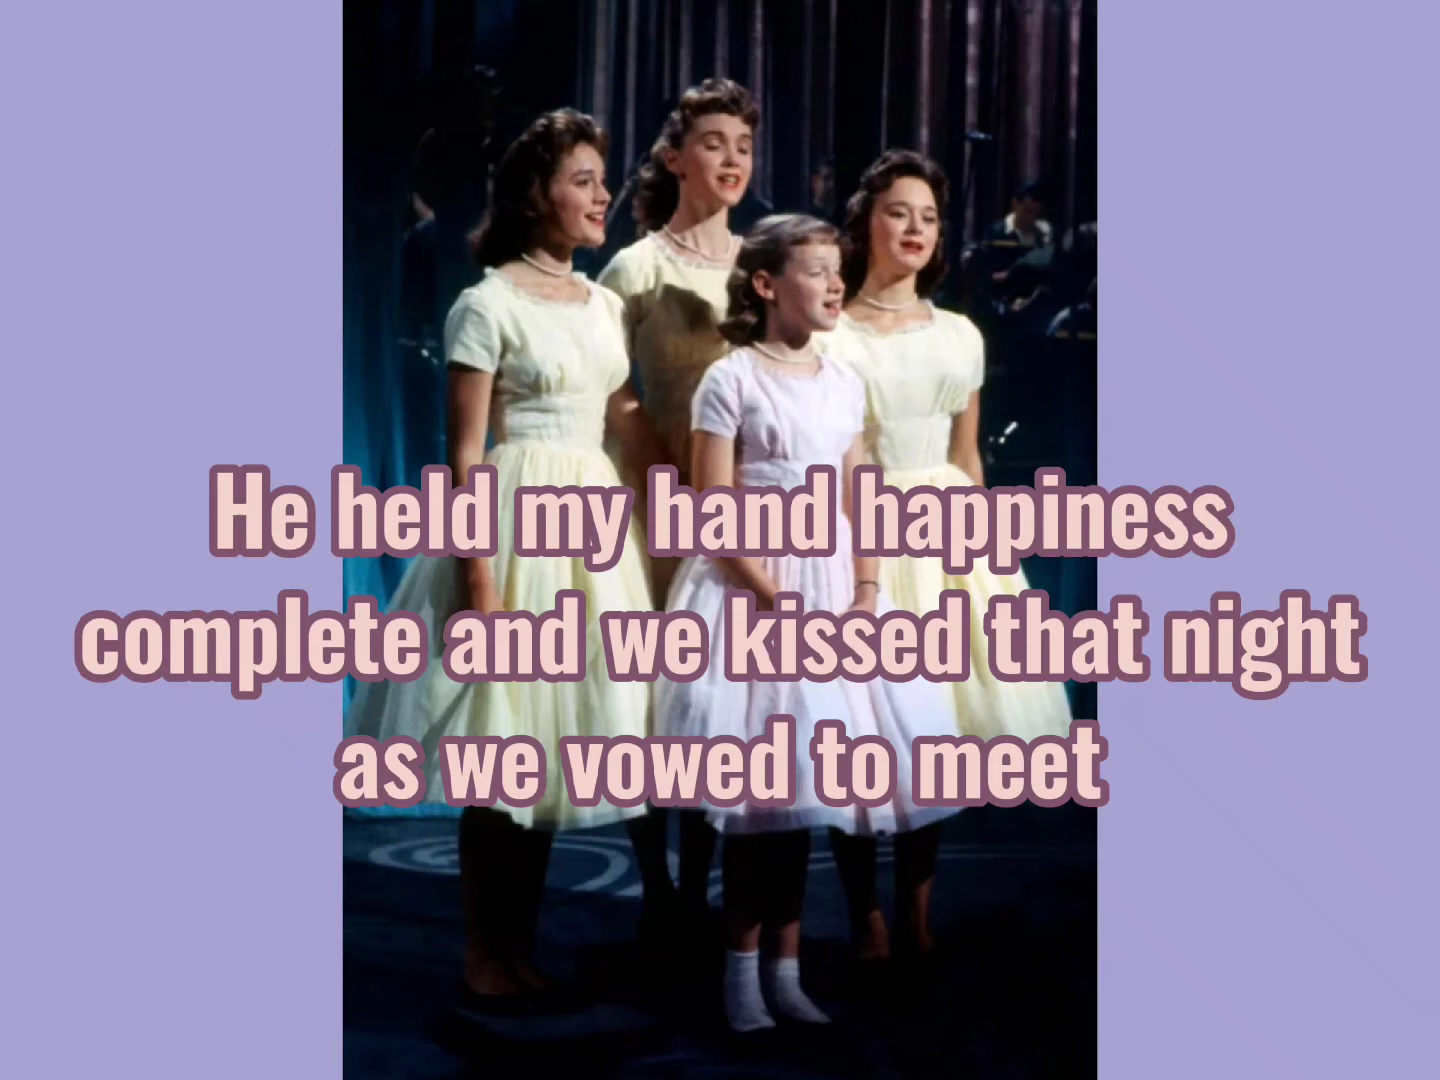 He held my hand happiness
complete and we kissed that night
as we vowed to meet